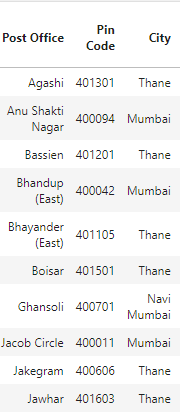 Post Office Pin Code City
Agashi 401301 Thane
Anu Shakti Nagar 400094 Mumbai
Bassien 401201 Thane
Bhandup (East) 400042 Mumbai
Bhayander (East) 401105 Thane
Boisar 401501 Thane
Ghansoli 400701 Navi Mumbai
Jacob Circle 400011 Mumbai
Jakegram 400606 Thane
Jawhar 401603 Thane